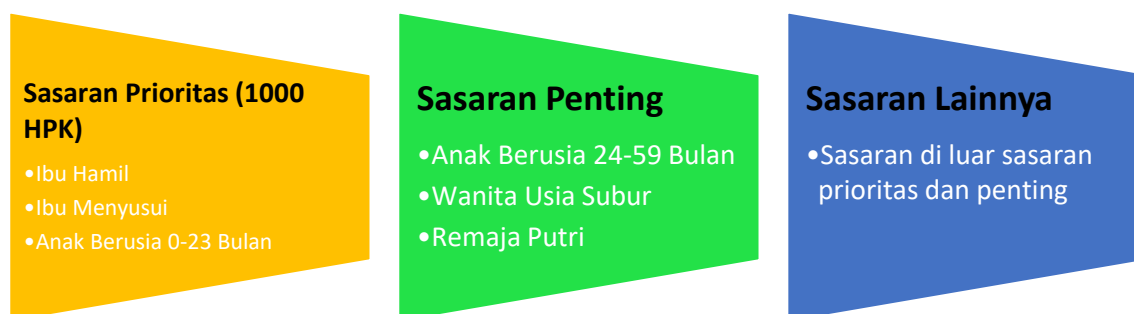 Sasaran Prioritas (1000
HPK)
•Ibu Hamil
•Ibu Menyusui
•Anak Berusia 0-23 Bulan
Sasaran Penting
•Anak Berusia 24-59 Bulan
•Wanita Usia Subur
•Remaja Putri
Sasaran Lainnya
•Sasaran di luar sasaran
prioritas dan penting